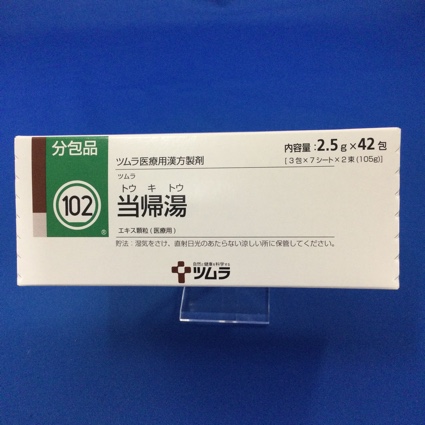 分包品
内容量:2.5g×42包
[3包×7シート×2束(105g)]
ツムラ医療用漢方製剤
ツムラ
トウ キ トウ
102
当帰湯
エキス顆粒(医療用)
貯法:湿気をさけ、直射日光のあたらない涼しい所に保管してください。
自然と健康を科学する
ツムラ